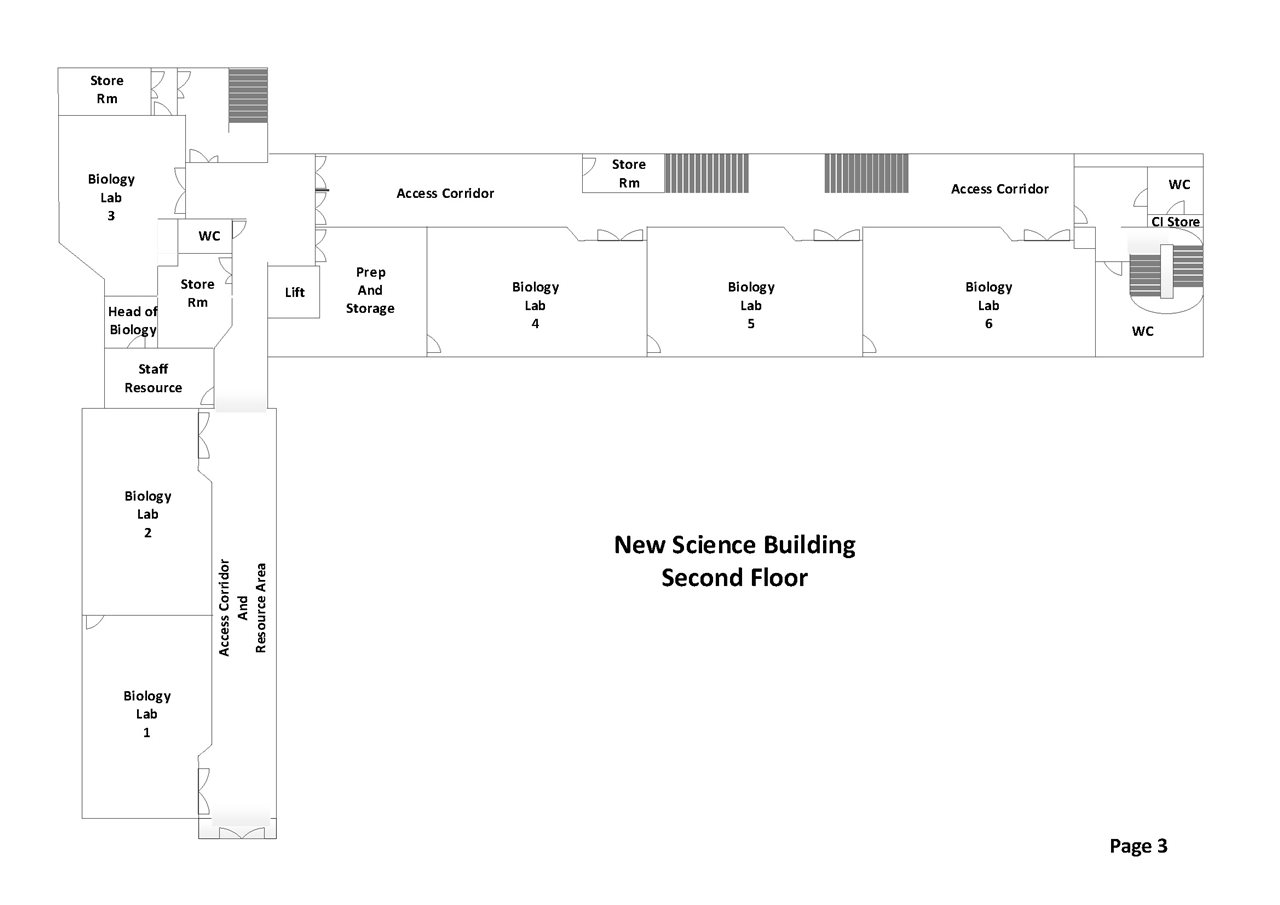 Store
Rm
Biology
Lab
3
WC
Store
Rm
Head of
Biology
Staff
Resource
Lift
Prep
And
Storage
Access Corridor
Store
Rm
Access Corridor
WC
Cl Store
WC
Biology
Lab
4
Biology
Lab
5
Biology
Lab
6
Biology
Lab
2
Biology
Lab
1
Access Corridor
And
Resource Area
New Science Building
Second Floor
Page 3